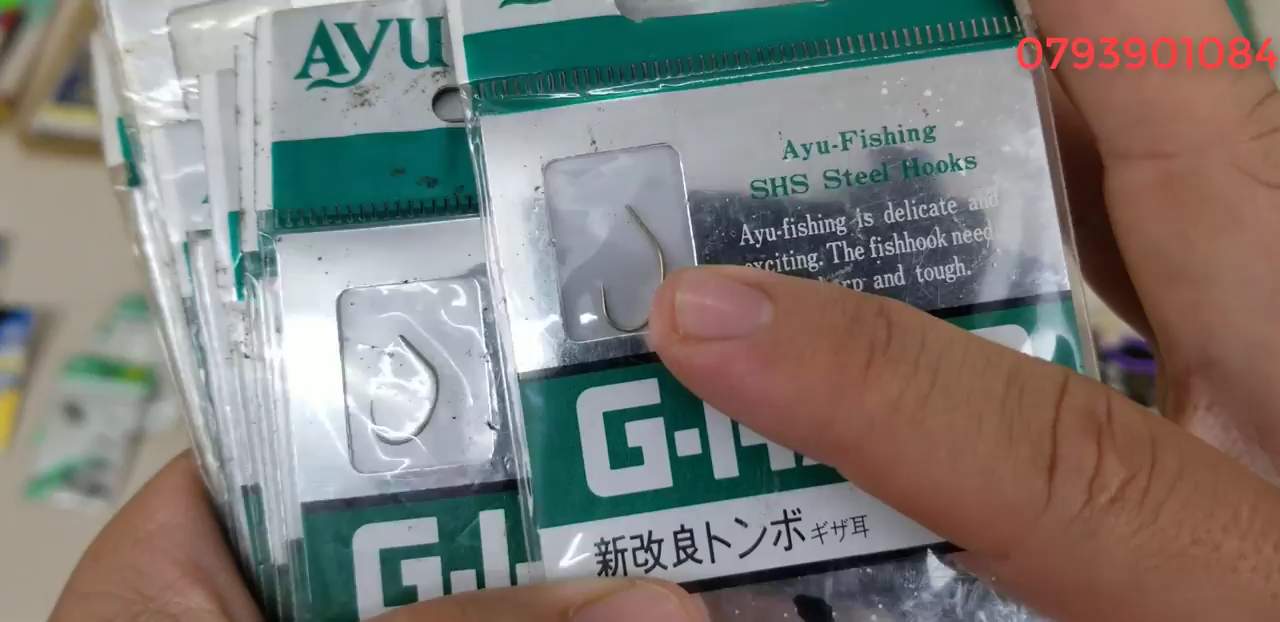 0793901084
Ayu
Ayu-Fishing
SHS Steel Hooks
Ayu-fishing is delicate and
exciting. The fishhook need
and tough.
新改良トンボ ギザ耳